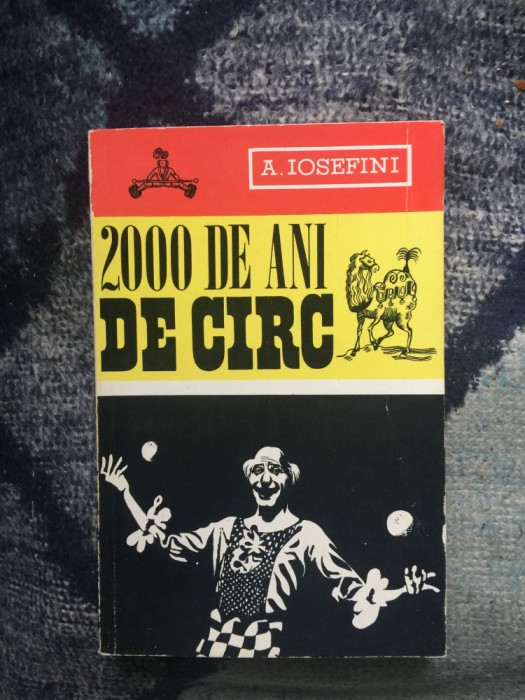 A. IOSEFINI
2000 DE ANI
DE CIRC